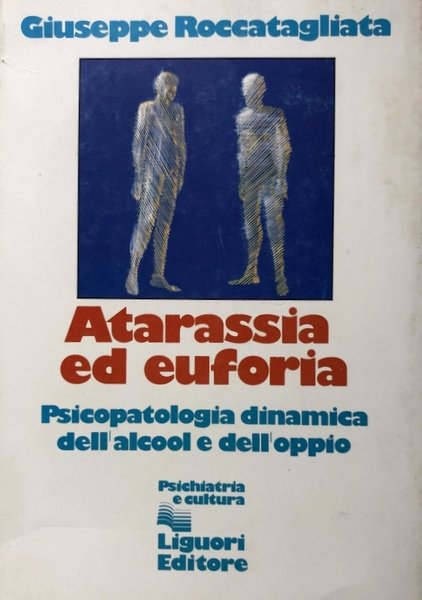 Giuseppe Roccatagliata
Atarassia
ed euforia
Psicopatologia dinamica
dell'alcool e dell'oppio
Psichiatria
e cultura
Liguori
Editore